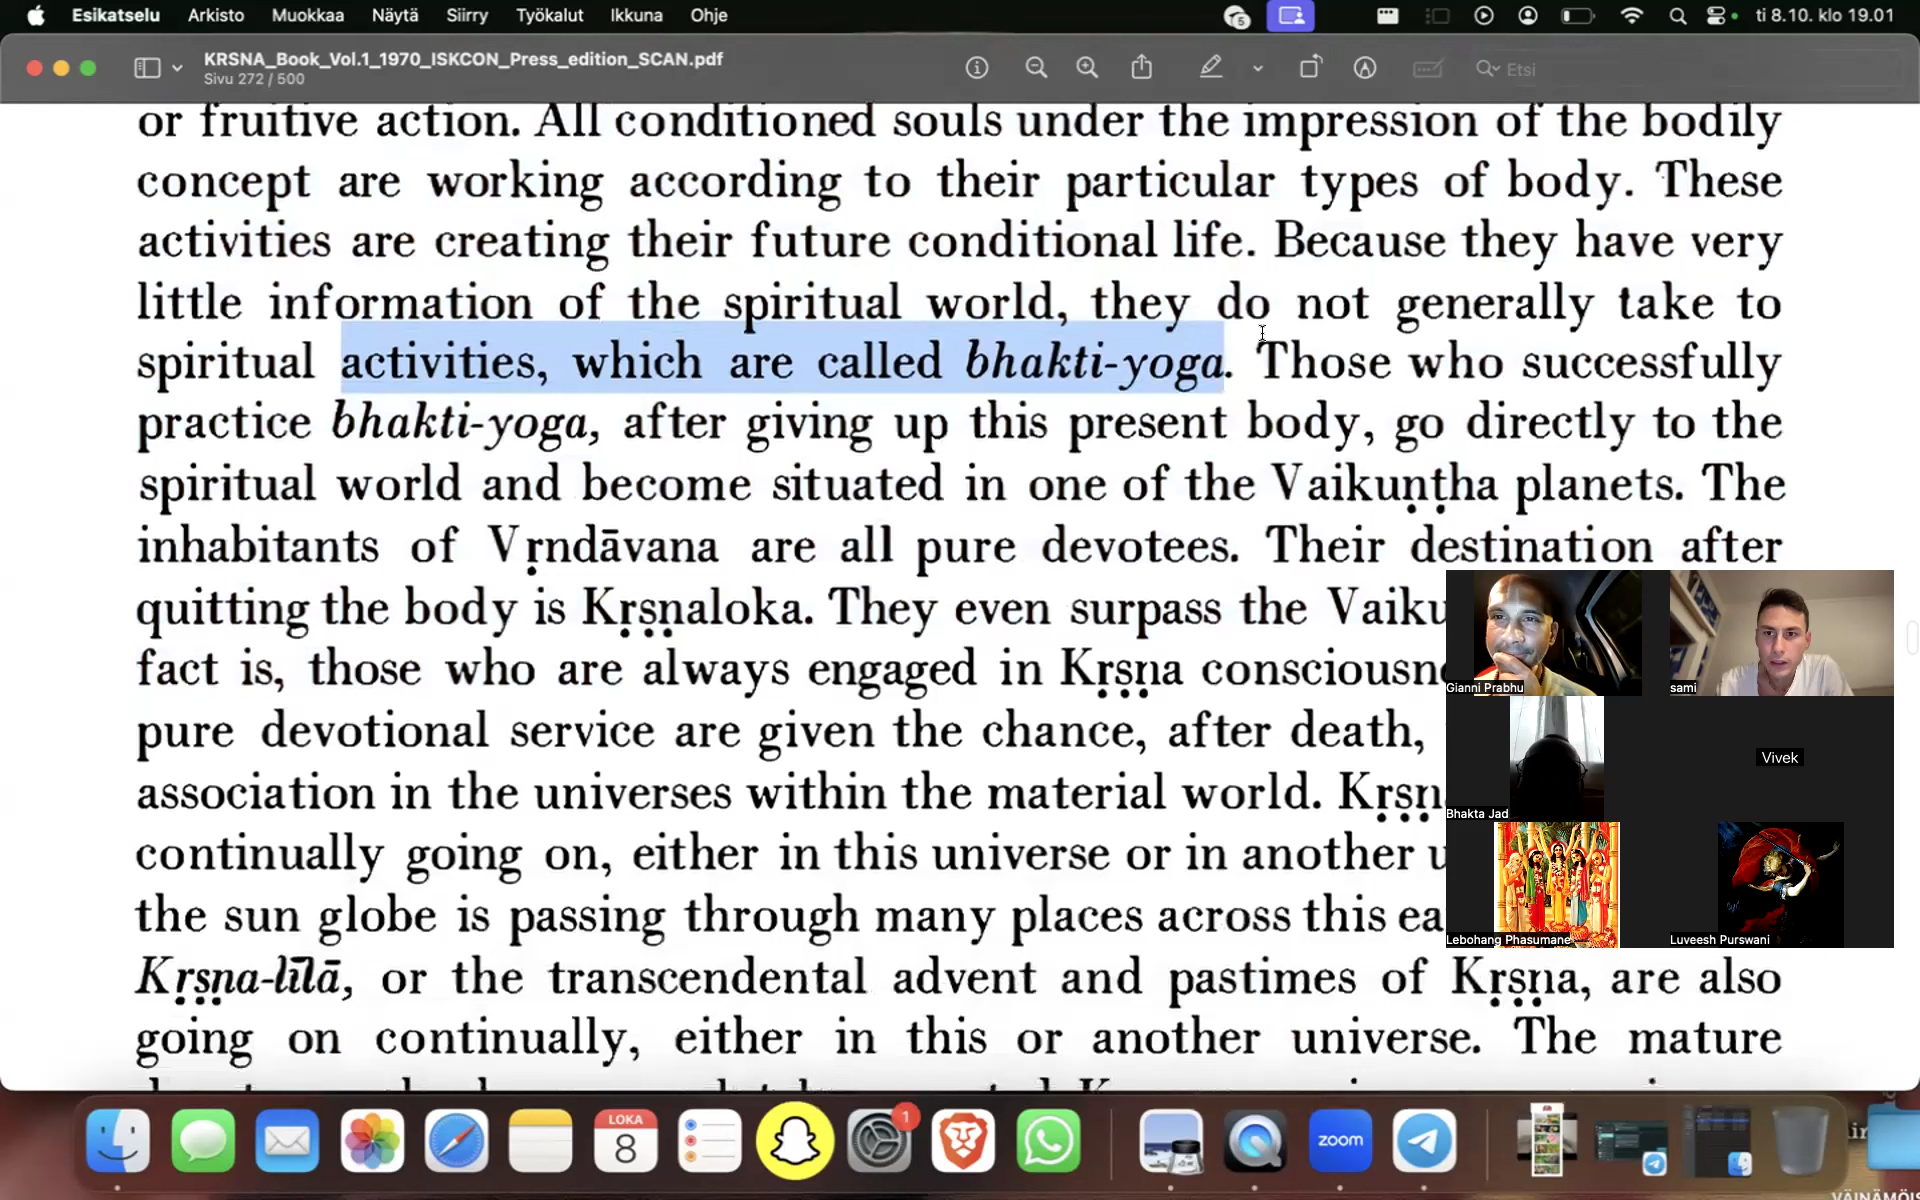 Esikatselu Arkisto Muokkaa Näytä Siirry Työkalut Ikkuna Ohje
5
ti 8.10. klo 19.01
KRSNA_Book_Vol.1_1970_ISKCON_Press_edition_SCAN.pdf
Sivu 272 / 500
Etsi
or fruitive action. All conditioned souls under the impression of the bodily
concept are working according to their particular types of body. These
activities are creating their future conditional life. Because they have very
little information of the spiritual world, they do not generally take to
spiritual activities, which are called bhakti-yoga. Those who successfully
practice bhakti-yoga, after giving up this present body, go directly to the
spiritual world and become situated in one of the Vaikuṇṭha planets. The
inhabitants of Vṛndāvana are all pure devotees. Their destination after
quitting the body is Kṛṣṇaloka. They even surpass the Vaiku
fact is, those who are always engaged in Kṛṣṇa consciousne
pure devotional service are given the chance, after death,
association in the universes within the material world. Kṛṣṇ
continually going on, either in this universe or in another u
the sun globe is passing through many places across this ea
Kṛṣṇa-līlā, or the transcendental advent and pastimes of Kṛṣṇa, are also
going on continually, either in this or another universe. The mature
Gianni Prabhu
sami
Bhakta Jad
Vivek
Lebohang Phasumane
Luveesh Purswani
LOKA
8
1
zoom